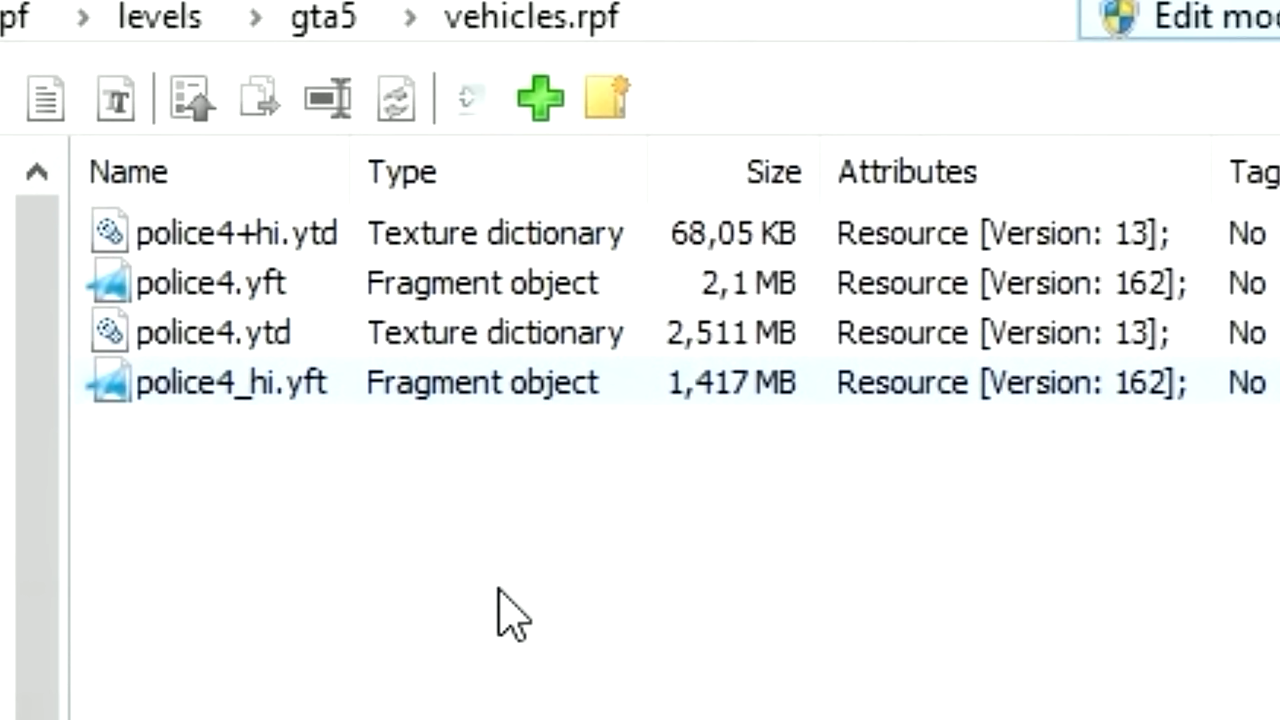 pf > levels > gta5 > vehicles.rpf Edit mo
Name Type Size Attributes Tag
police4+hi.ytd Texture dictionary 68,05 KB Resource [Version: 13]; No
police4.yft Fragment object 2,1 MB Resource [Version: 162]; No
police4.ytd Texture dictionary 2,511 MB Resource [Version: 13]; No
police4_hi.yft Fragment object 1,417 MB Resource [Version: 162]; No